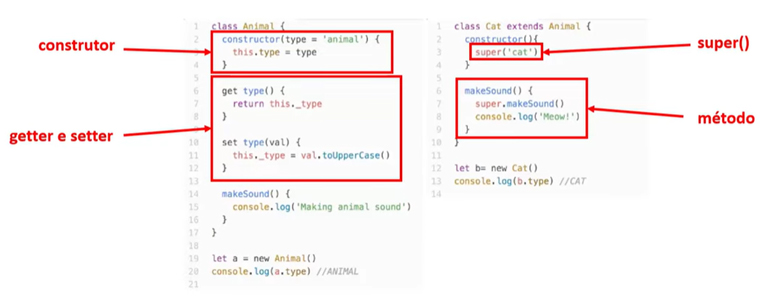 construtor
getter e setter
1 class Animal {
2 constructor(type = 'animal') {
3 this.type = type
4 }
5
6 get type() {
7 return this._type
8 }
9
10 set type(val) {
11 this._type = val.toUpperCase()
12 }
13
14 makeSound() {
15 console.log('Making animal sound')
16 }
17 }
18
19 let a = new Animal()
20 console.log(a.type) //ANIMAL
21
1 class Cat extends Animal {
2 constructor(){
3 super('cat')
4 }
5
6 makeSound() {
7 super.makeSound()
8 console.log('Meow!')
9 }
10 }
11
12 let b= new Cat()
13 console.log(b.type) //CAT
14
super()
método